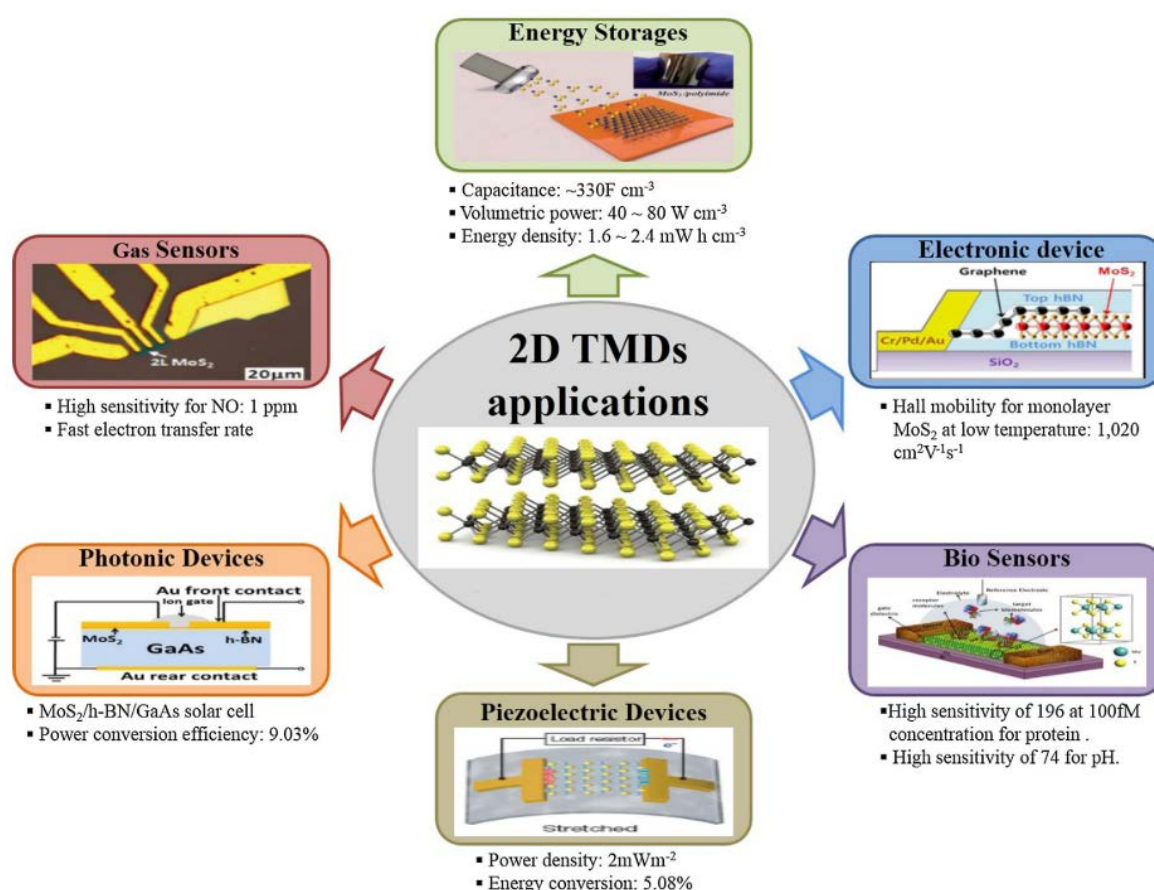 Energy Storages
MoS₂/polyimide
▪ Capacitance: ~330F cm⁻³
▪ Volumetric power: 40 ~ 80 W cm⁻³
▪ Energy density: 1.6 ~ 2.4 mW h cm⁻³
Gas Sensors
2L MoS₂
20μm
▪ High sensitivity for NO: 1 ppm
▪ Fast electron transfer rate
Electronic device
Graphene
MoS₂
Top hBN
Cr/Pd/Au
Bottom hBN
SiO₂
▪ Hall mobility for monolayer
MoS₂ at low temperature: 1,020
cm²V⁻¹s⁻¹
2D TMDs
applications
Photonic Devices
Au front contact
Ion gate
MoS₂
h-BN
GaAs
Au rear contact
▪ MoS₂/h-BN/GaAs solar cell
▪ Power conversion efficiency: 9.03%
Bio Sensors
Reference Electrode
Electrolyte
receptor
molecules
target
biomolecules
gate
dielectric
▪High sensitivity of 196 at 100fM
concentration for protein .
▪ High sensitivity of 74 for pH.
Piezoelectric Devices
Load resistor
e⁻
Stretched
▪ Power density: 2mWm⁻²
▪ Energy conversion: 5.08%